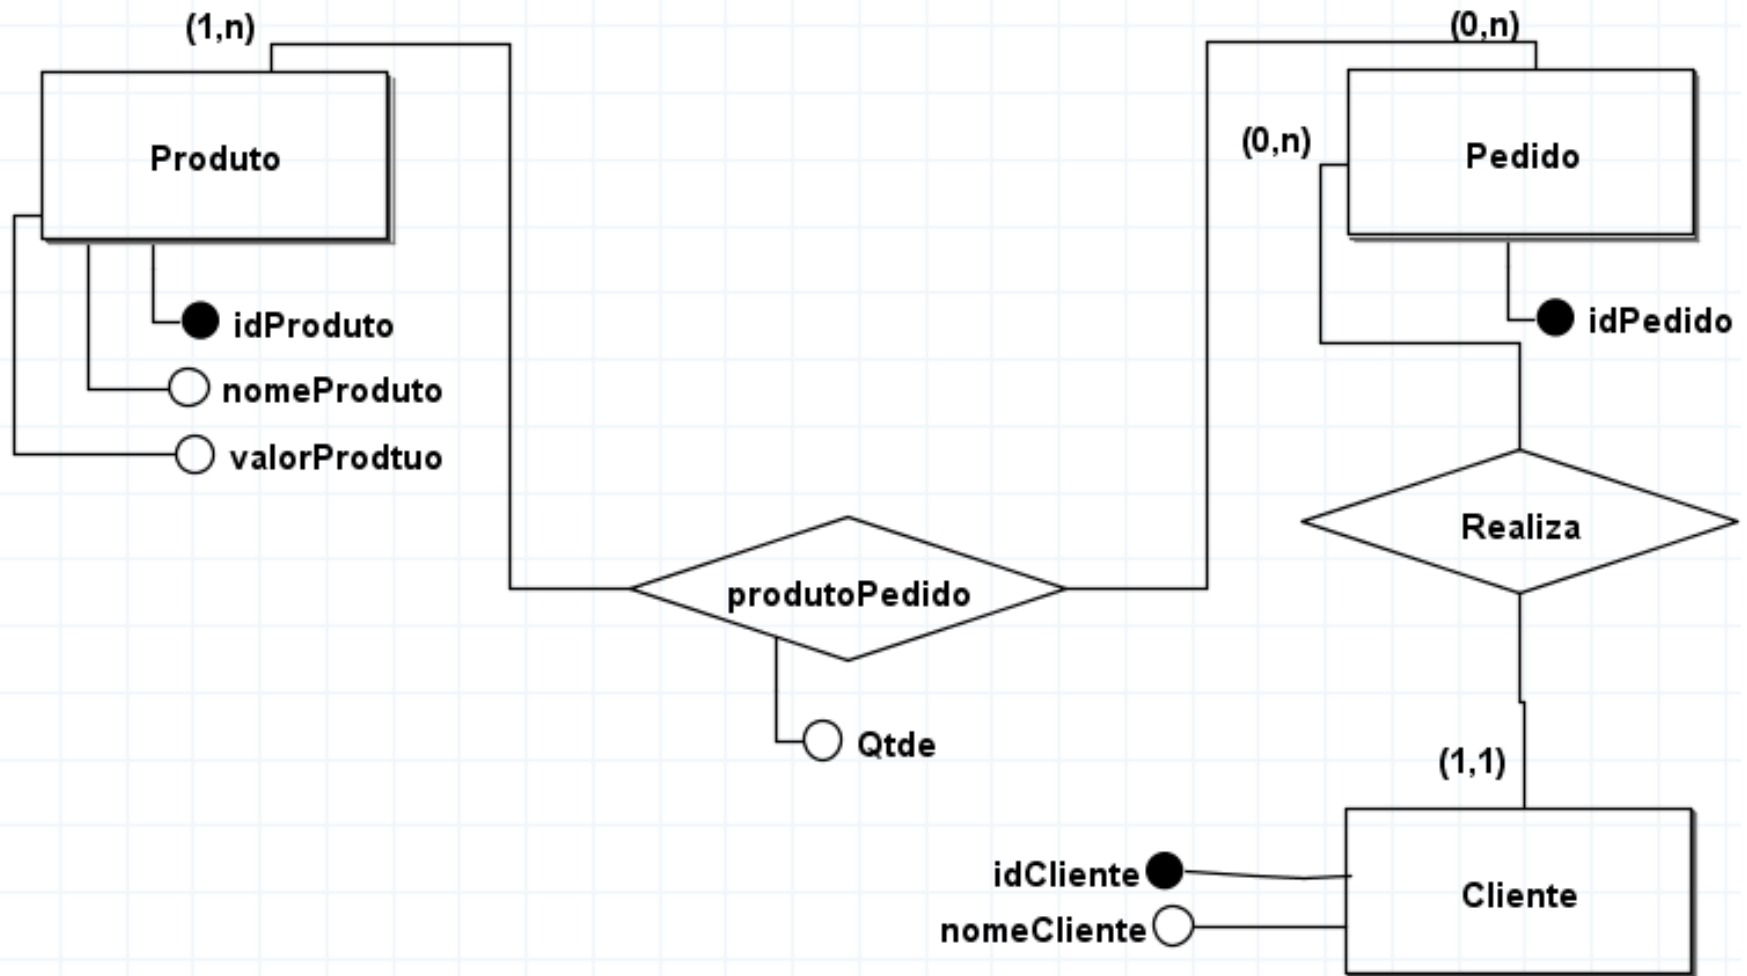 (1,n)
Produto
idProduto
nomeProduto
valorProdtuo
produtoPedido
Qtde
(0,n)
(0,n)
Pedido
idPedido
Realiza
(1,1)
Cliente
idCliente
nomeCliente